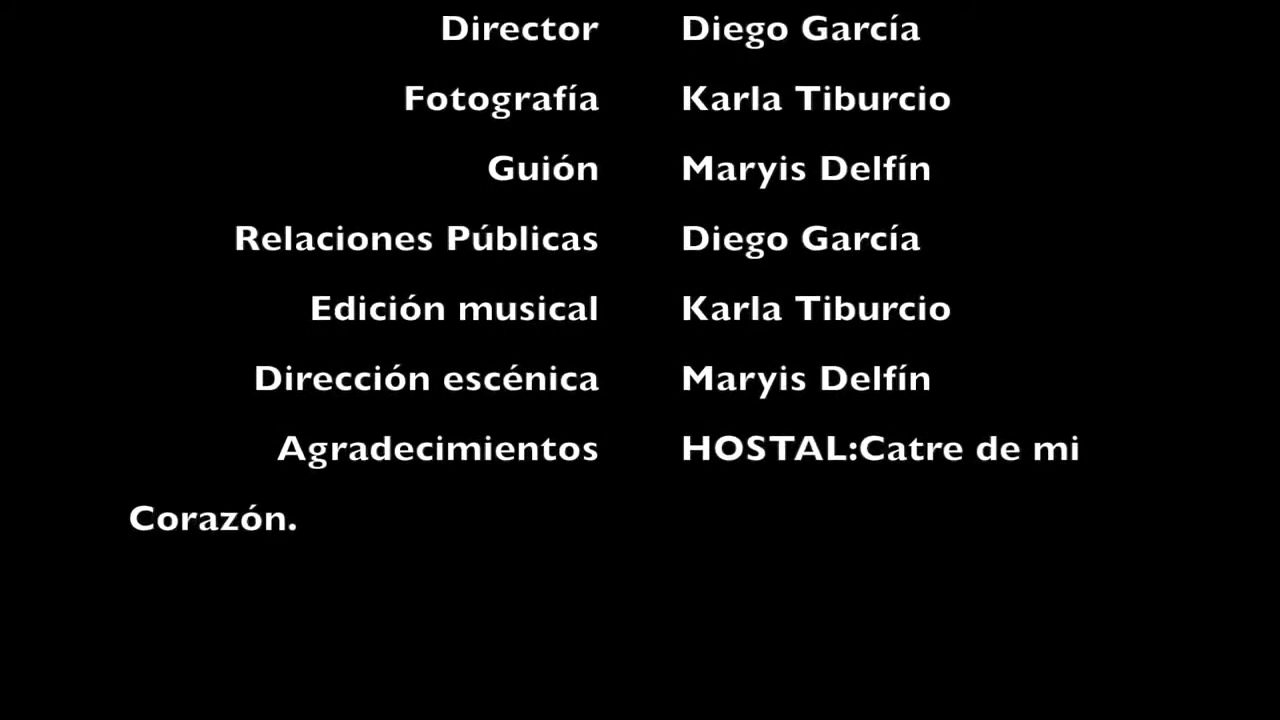 Director Diego García
Fotografía Karla Tiburcio
Guión Maryis Delfín
Relaciones Públicas Diego García
Edición musical Karla Tiburcio
Dirección escénica Maryis Delfín
Agradecimientos HOSTAL:Catre de mi
Corazón.